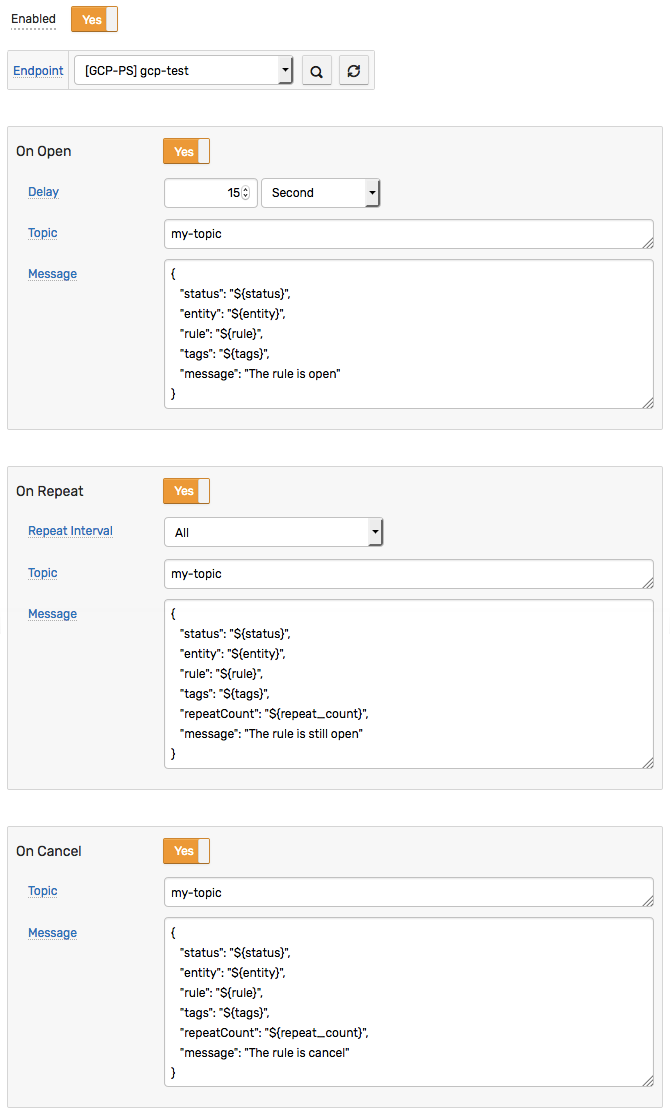 Enabled Yes
Endpoint [GCP-PS] gcp-test
On Open Yes
Delay 15 Second
Topic my-topic
Message {
"status": "${status}",
"entity": "${entity}",
"rule": "${rule}",
"tags": "${tags}",
"message": "The rule is open"
}
On Repeat Yes
Repeat Interval All
Topic my-topic
Message {
"status": "${status}",
"entity": "${entity}",
"rule": "${rule}",
"tags": "${tags}",
"repeatCount": "${repeat_count}",
"message": "The rule is still open"
}
On Cancel Yes
Topic my-topic
Message {
"status": "${status}",
"entity": "${entity}",
"rule": "${rule}",
"tags": "${tags}",
"repeatCount": "${repeat_count}",
"message": "The rule is cancel"
}